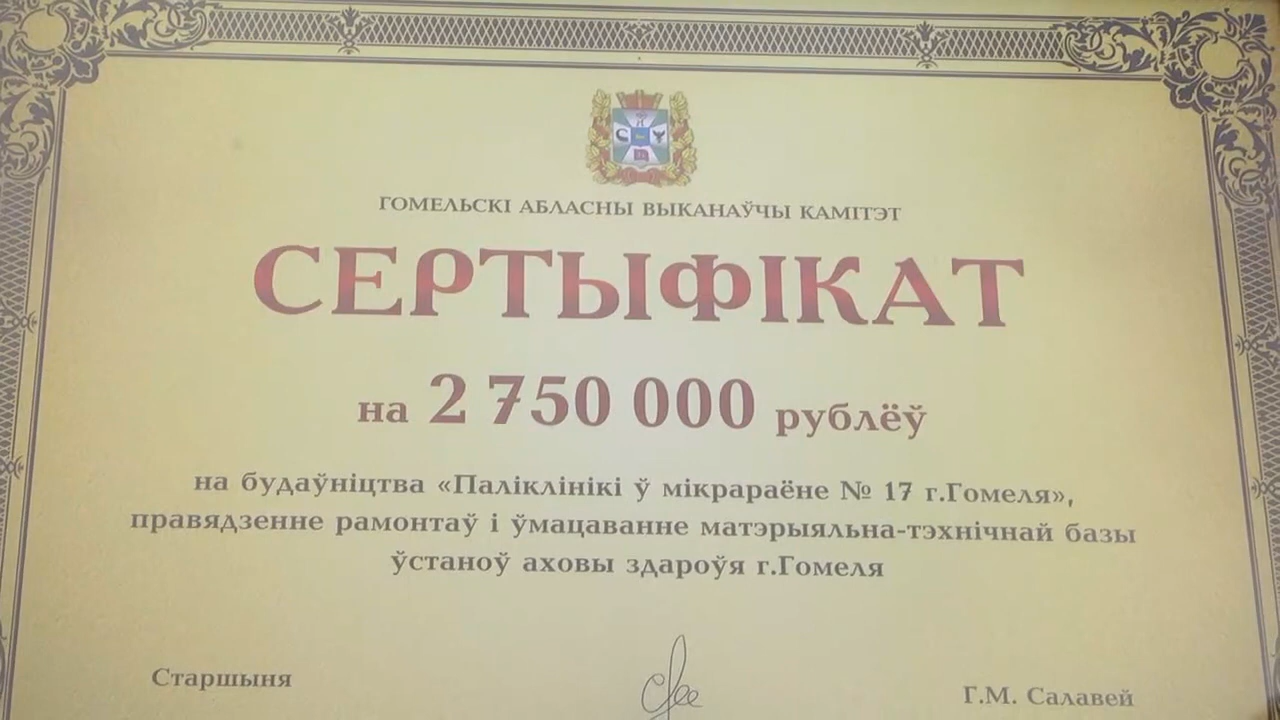 ГОМЕЛЬСКІ АБЛАСНЫ ВЫКАНАЎЧЫ КАМІТЭТ
СЕРТЫФІКАТ
на 2 750 000 рублёў
на будаўніцтва «Паліклінікі ў мікрараёне № 17 г.Гомеля»,
правядзенне рамонтаў і ўмацаванне матэрыяльна-тэхнічнай базы
ўстаноў аховы здароўя г.Гомеля
Старшыня
Г.М. Салавей